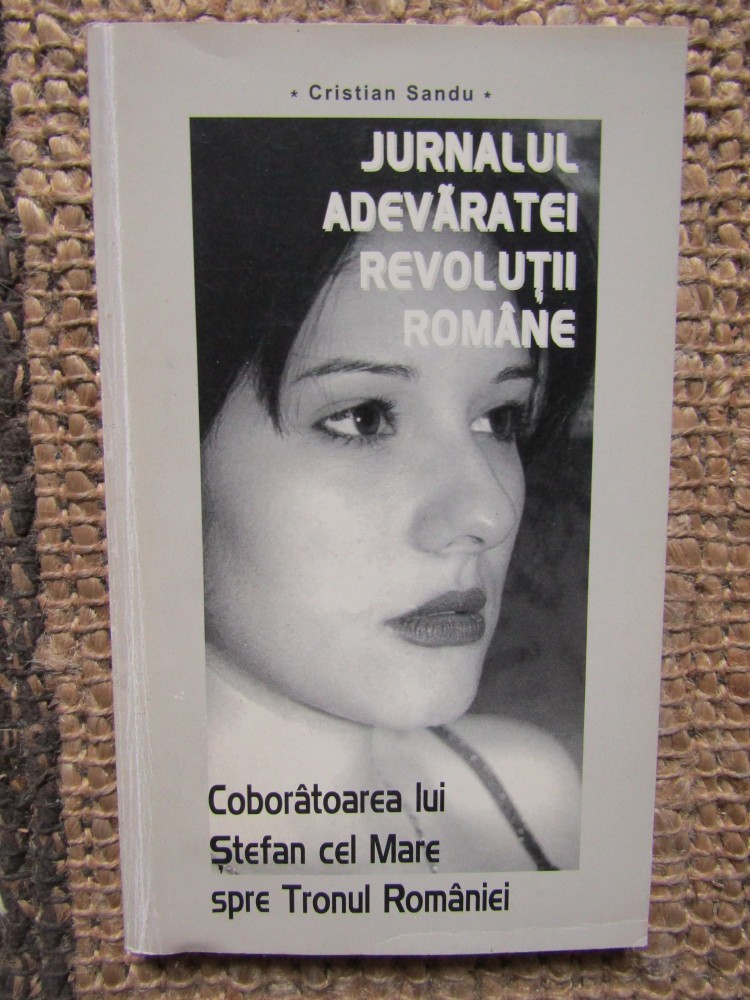 * Cristian Sandu *
JURNALUL
ADEVĂRATEI
REVOLUȚII
ROMÂNE
Coborâtoarea lui
Ștefan cel Mare
spre Tronul României